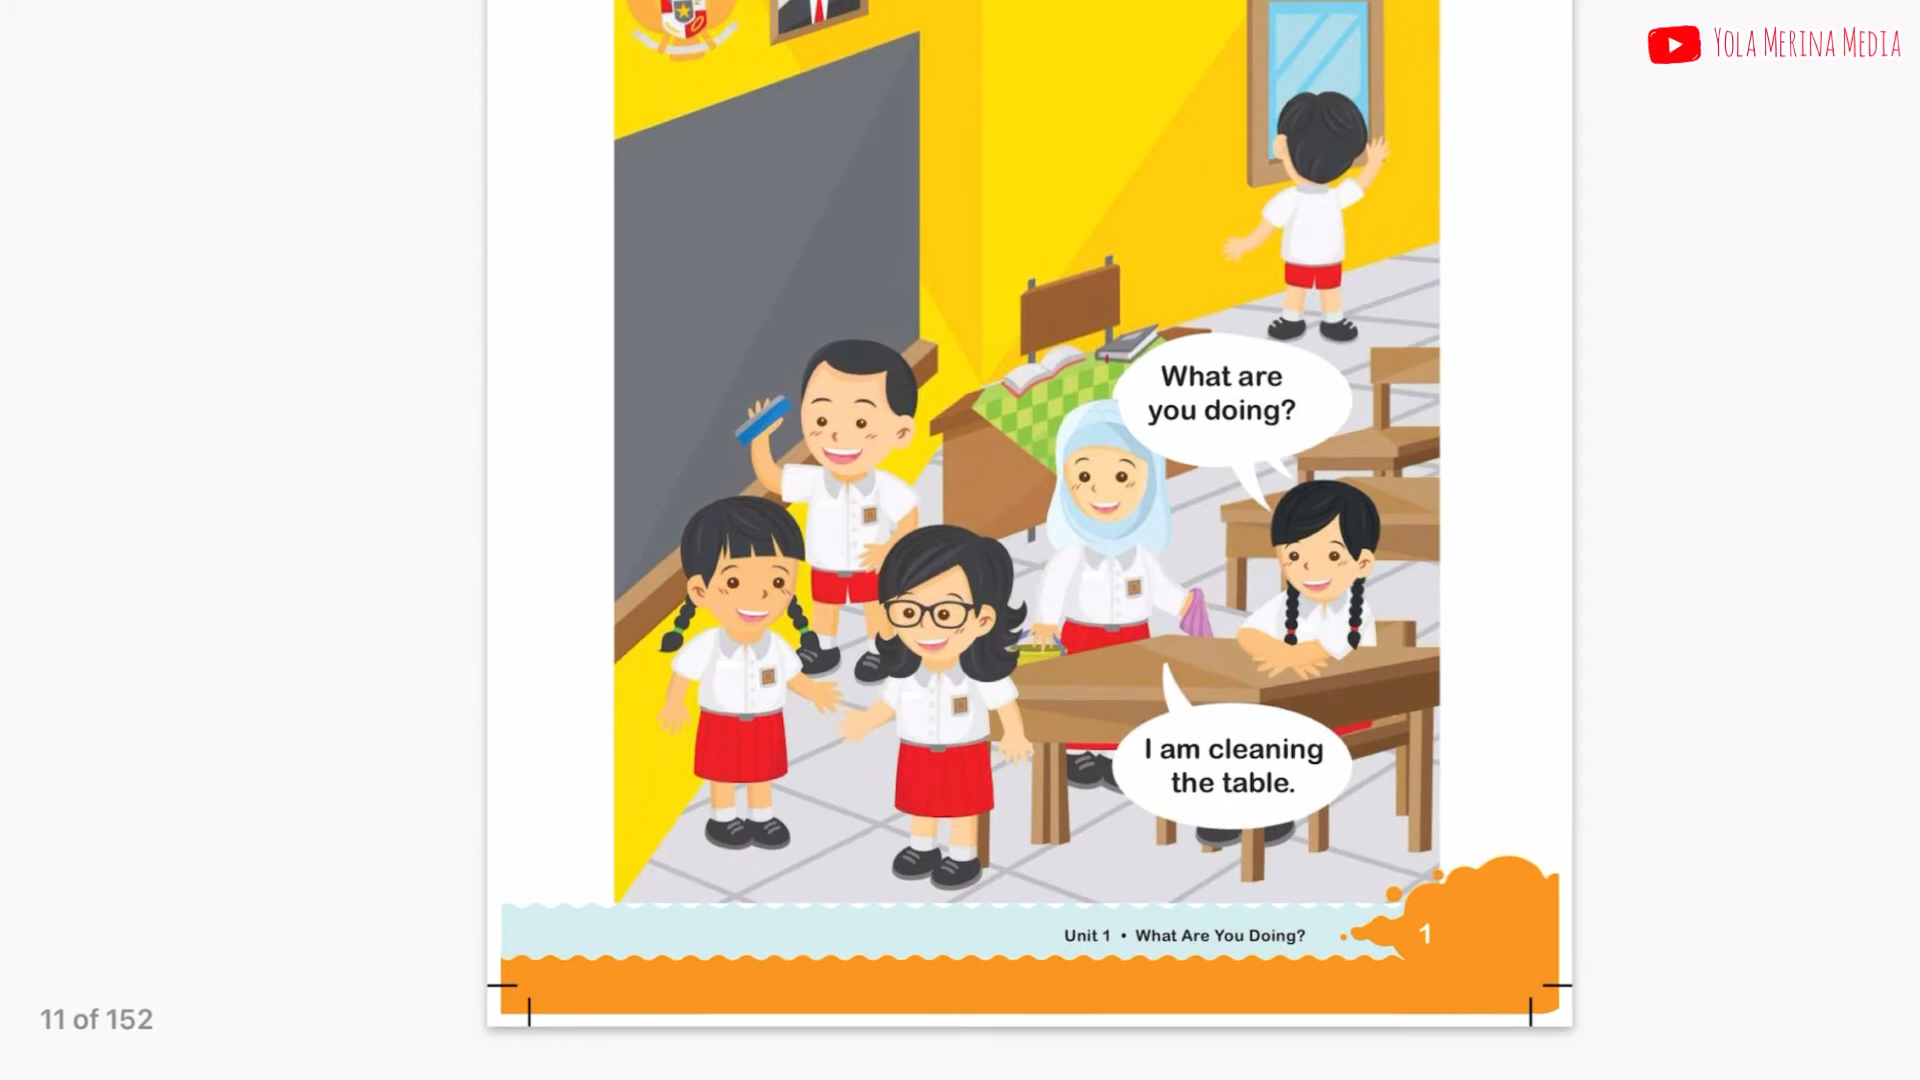 YOLA MERINA MEDIA
What are
you doing?
I am cleaning
the table.
Unit 1 • What Are You Doing?
1
11 of 152